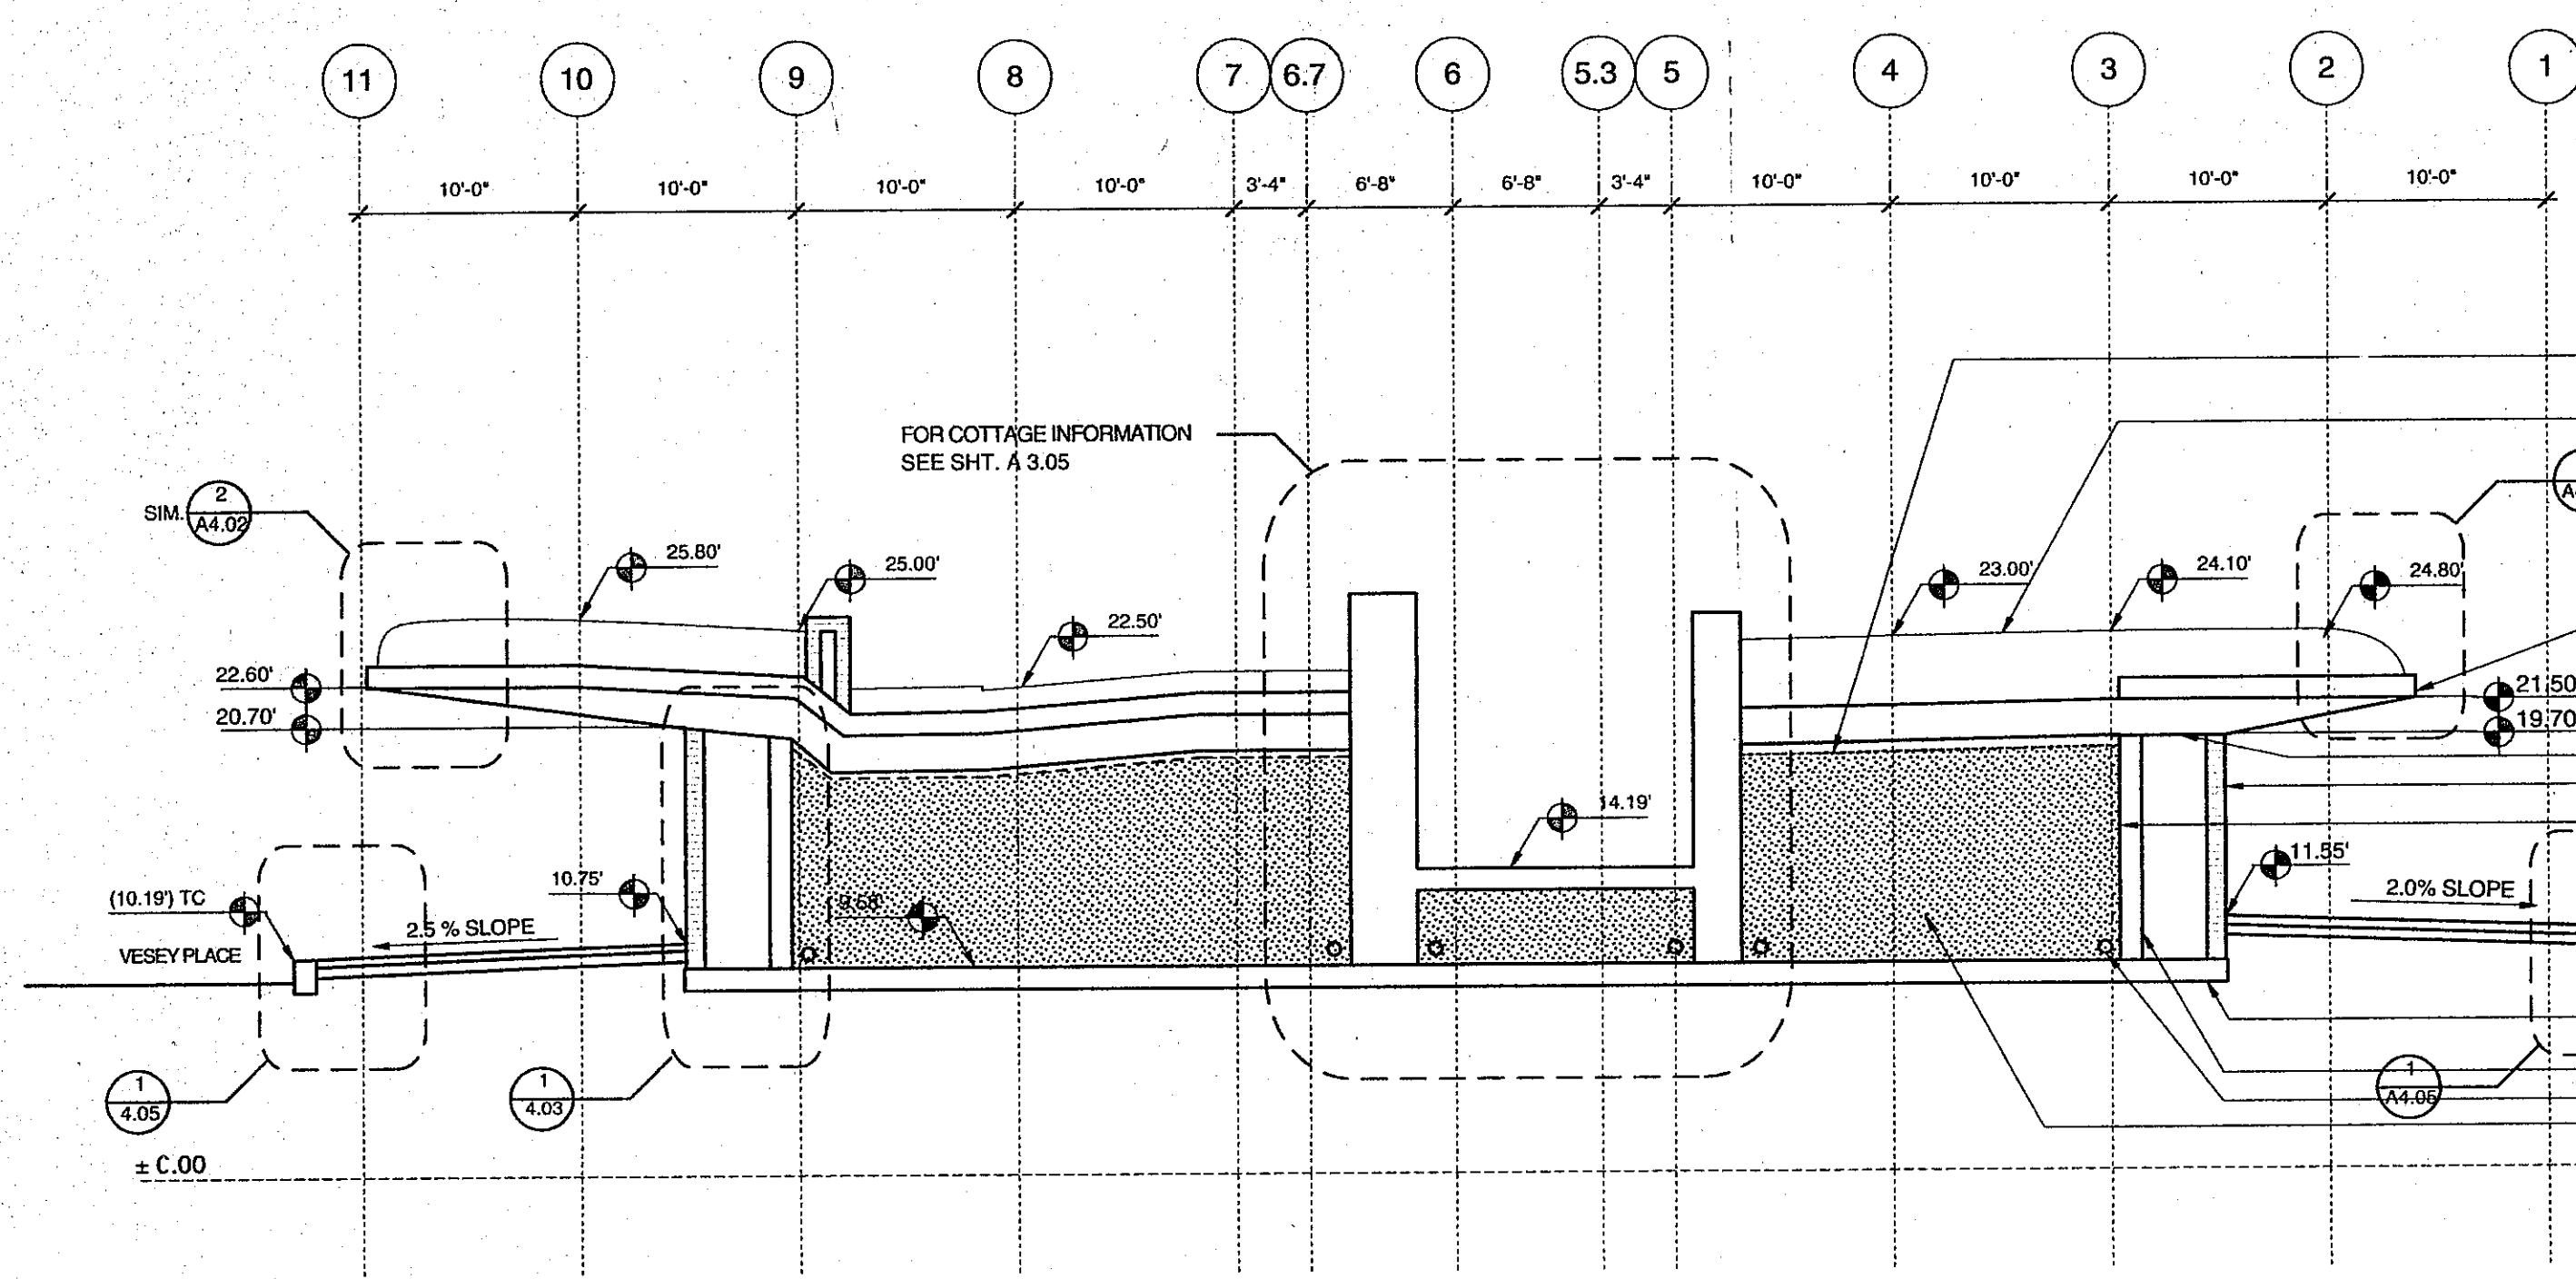 11 10 9 8 7 6.7 6 5.3 5 4 3 2 1
10'-0" 10'-0" 10'-0" 10'-0" 3'-4" 6'-8" 6'-8" 3'-4" 10'-0" 10'-0" 10'-0" 10'-0"
FOR COTTAGE INFORMATION
SEE SHT. A 3.05
SIM.
2
A4.02
25.80'
25.00'
22.50'
23.00'
24.10'
24.80'
22.60'
20.70'
21.50
19.70
14.19'
11.55'
10.75'
9.58'
(10.19') TC
2.5 % SLOPE
2.0% SLOPE
VESEY PLACE
1
4.05
1
4.03
1
A4.05
± C.00